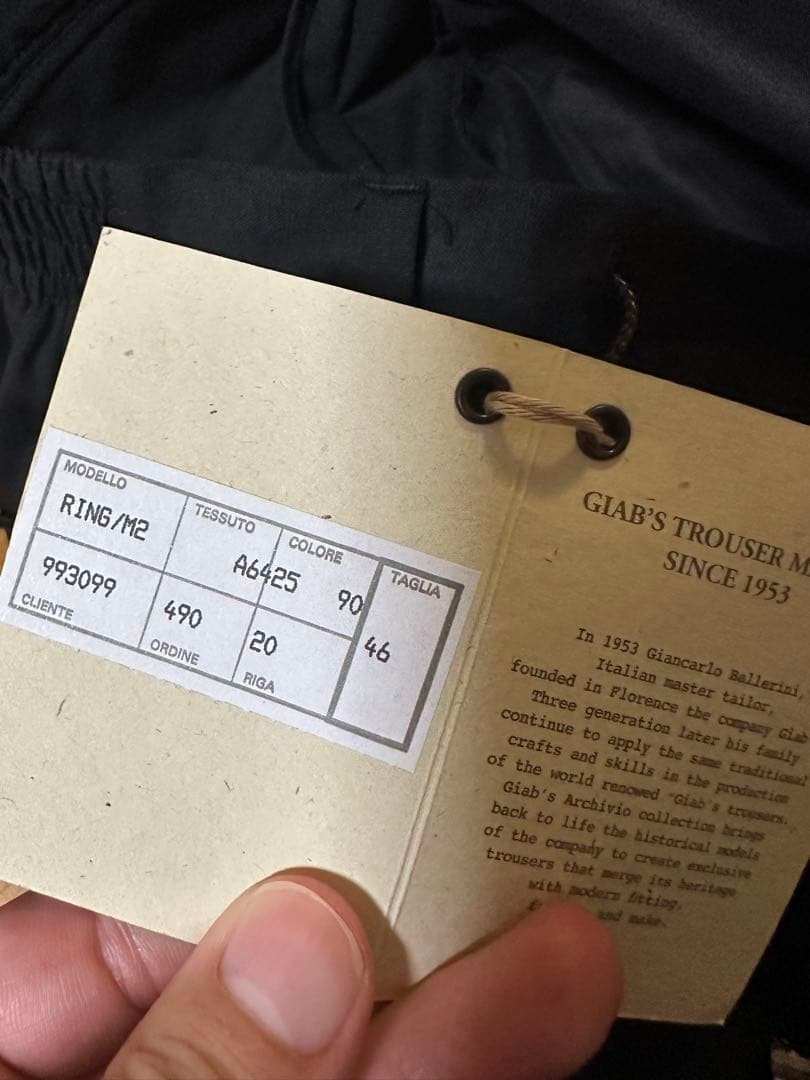 MODELLO
RING/M2
TESSUTO
A6425
COLORE
90
TAGLIA
46
993099
CLIENTE
490
ORDINE
20
RIGA
GIAB'S TROUSER
SINCE 1953
In 1953 Giancarlo Ballerini,
Italian master tailor,
founded in Florence the company Giab
Three generation later his family
continue to apply the same traditional
crafts and skills in the production
of the world renowed "Giab's trousers.
Giab's Archivio collection brings
back to life the historical models
of the company to create exclusive
trousers that merge its heritage
with modern fitting,
and make.